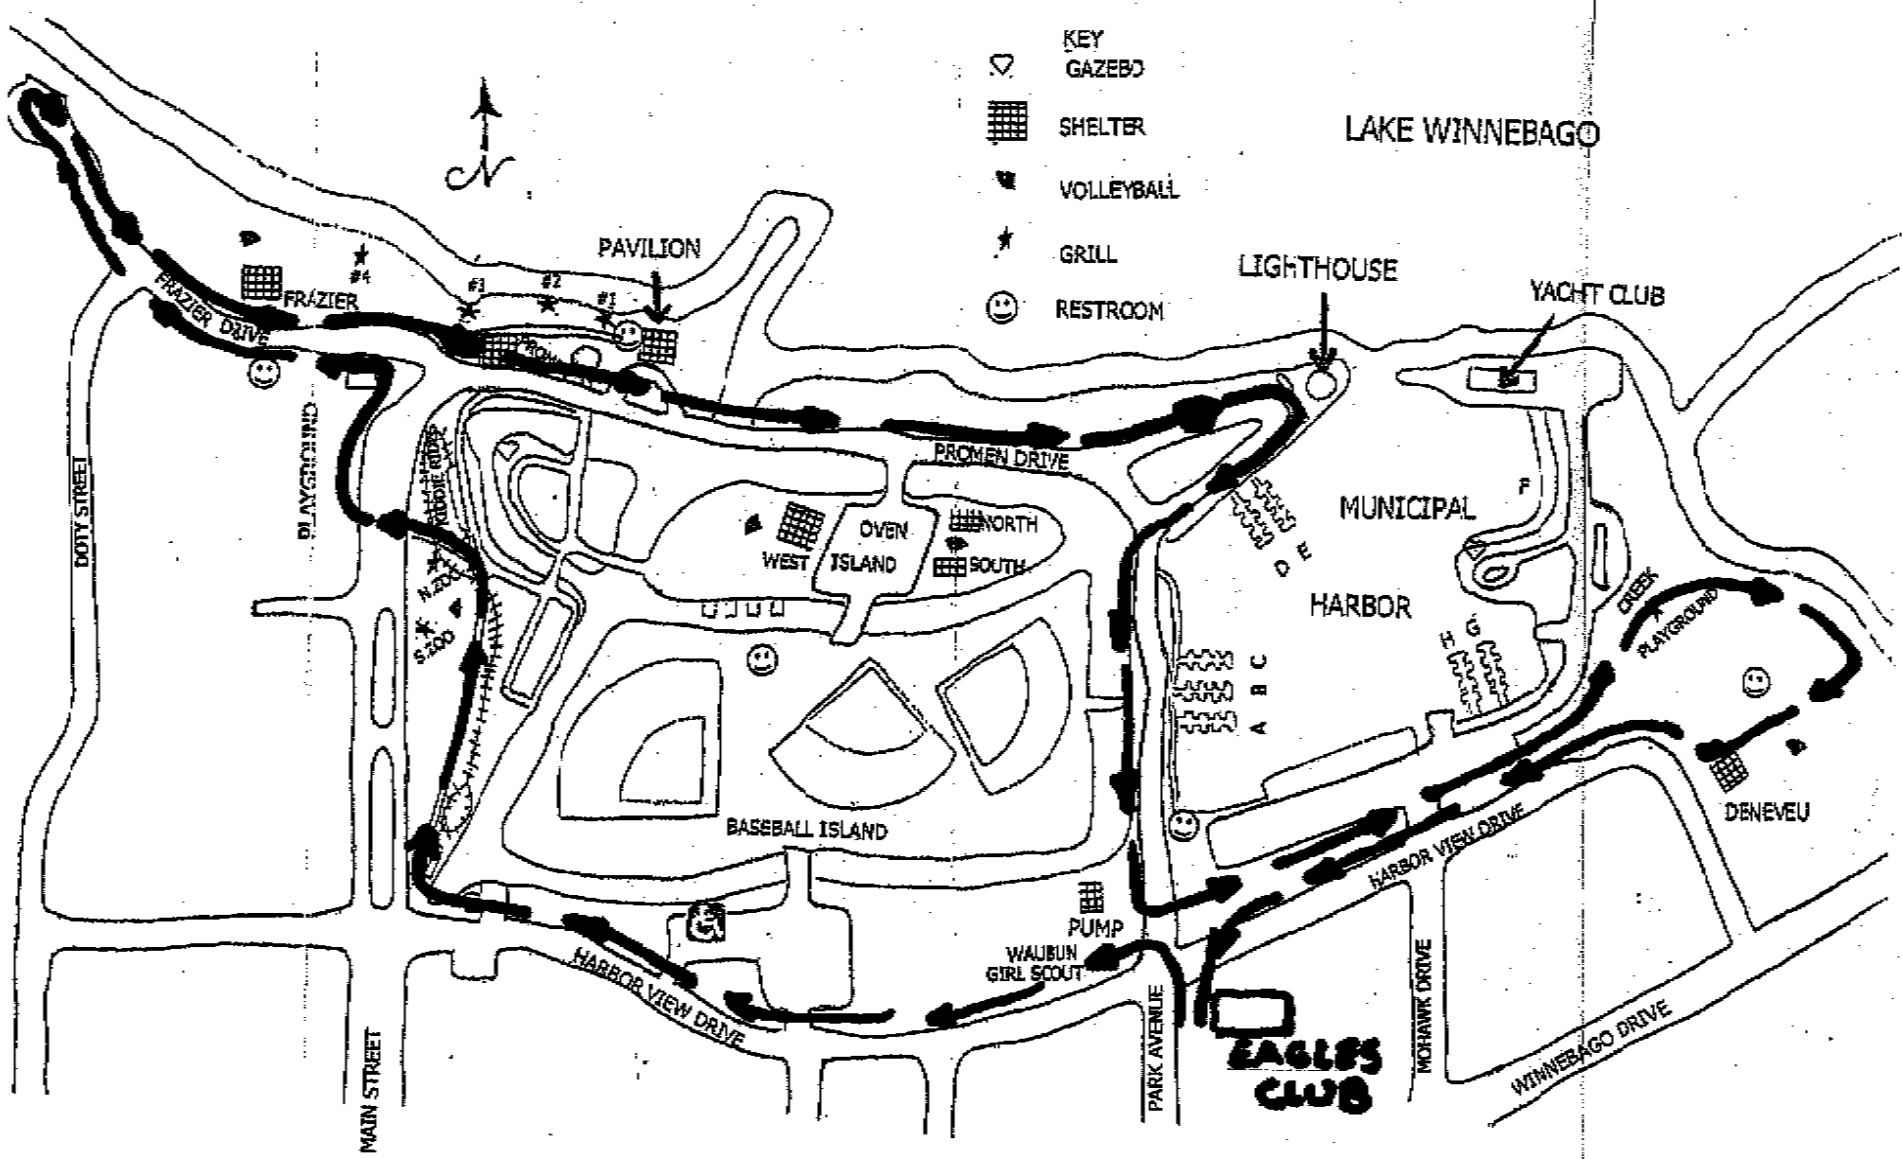 KEY
GAZEBO
SHELTER
VOLLEYBALL
GRILL
RESTROOM
N
LAKE WINNEBAGO
PAVILION
LIGHTHOUSE
YACHT CLUB
#4
#3
#2
#1
FRAZIER
FRAZIER DRIVE
PROMEN DRIVE
DOTY STREET
PLAYGROUND
KIDDIE RIDES
N.ZOO
S.ZOO
WEST
OVEN
ISLAND
NORTH
SOUTH
MUNICIPAL
HARBOR
F
E
D
C
B
A
H
G
CREEK
PLAYGROUND
DENEVEU
BASEBALL ISLAND
PUMP
WAUBUN
GIRL SCOUT
HARBOR VIEW DRIVE
HARBOR VIEW DRIVE
MAIN STREET
PARK AVENUE
MOHAWK DRIVE
WINNEBAGO DRIVE
EAGLES
CLUB